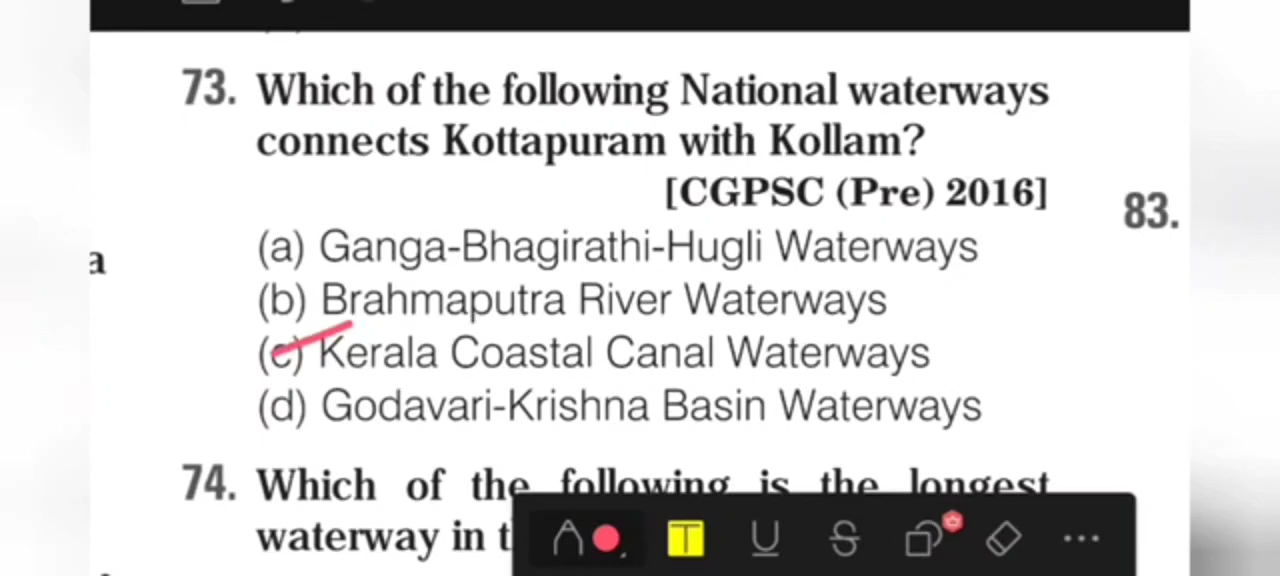 73. Which of the following National waterways
connects Kottapuram with Kollam?
[CGPSC (Pre) 2016]
83.
(a) Ganga-Bhagirathi-Hugli Waterways
a
(b) Brahmaputra River Waterways
(c) Kerala Coastal Canal Waterways
(d) Godavari-Krishna Basin Waterways
74. Which of the following is the longest
waterway in t